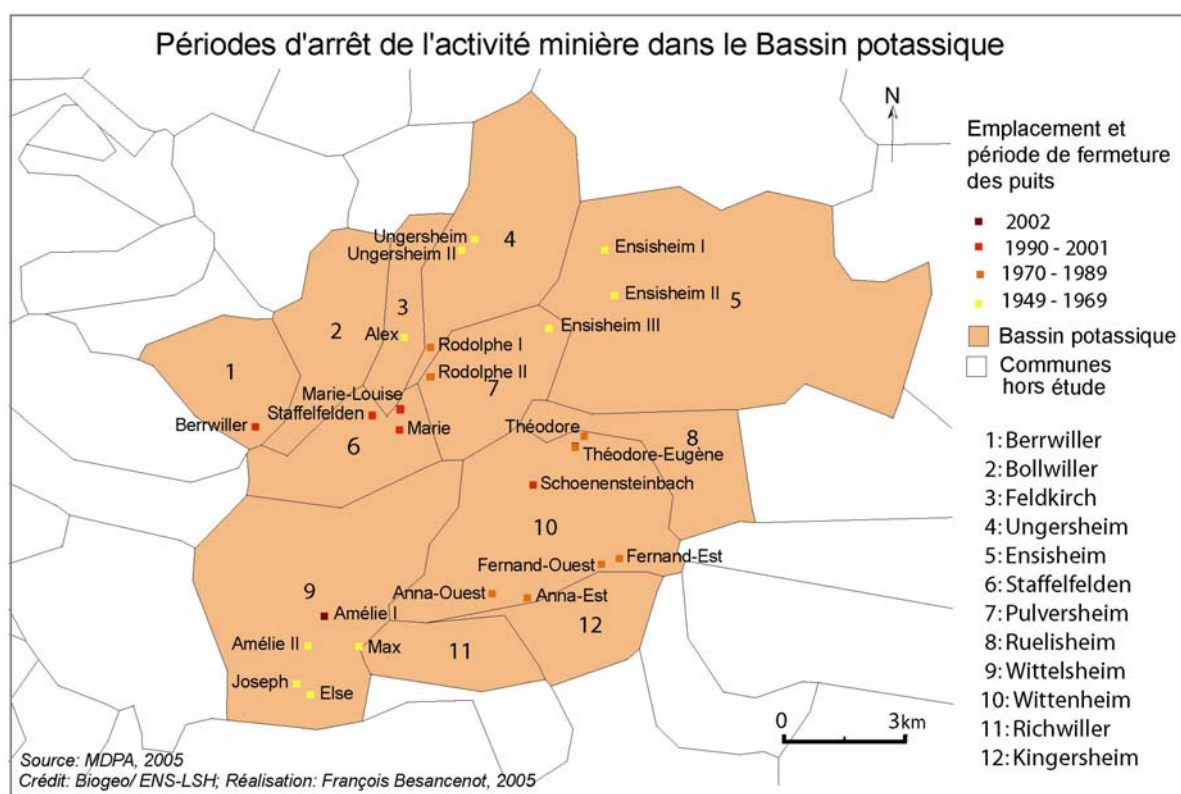 Périodes d'arrêt de l'activité minière dans le Bassin potassique
N
Emplacement et
période de fermeture
des puits
2002
1990 - 2001
1970 - 1989
1949 - 1969
Bassin potassique
Communes
hors étude
1: Berrwiller
2: Bollwiller
3: Feldkirch
4: Ungersheim
5: Ensisheim
6: Staffelfelden
7: Pulversheim
8: Ruelisheim
9: Wittelsheim
10: Wittenheim
11: Richwiller
12: Kingersheim
Ungersheim
Ungersheim II
4
Ensisheim I
Ensisheim II
5
3
2
Alex
Ensisheim III
Rodolphe I
Rodolphe II
1
7
Marie-Louise
Staffelfelden
Berrwiller
Marie
6
Théodore
8
Théodore-Eugène
Schoenensteinbach
10
Fernand-Est
Fernand-Ouest
9
Anna-Ouest
Anna-Est
Amélie I
12
Amélie II
Max
11
Joseph
Else
0 3km
Source: MDPA, 2005
Crédit: Biogeo/ ENS-LSH; Réalisation: François Besancenot, 2005